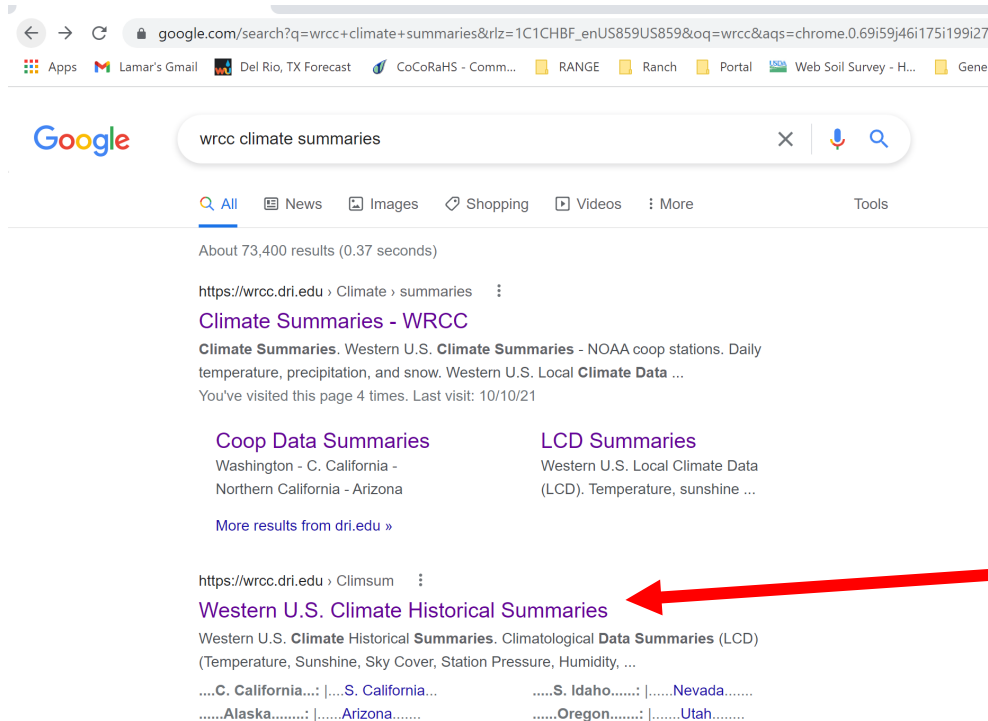 google.com/search?q=wrcc+climate+summaries&rlz=1C1CHBF_enUS859US859&oq=wrcc&aqs=chrome.0.69i59j46i175i199i27
Apps Lamar's Gmail Del Rio, TX Forecast CoCoRaHS - Comm... RANGE Ranch Portal Web Soil Survey - H... Gene
Google wrcc climate summaries
All News Images Shopping Videos More Tools
About 73,400 results (0.37 seconds)
https://wrcc.dri.edu › Climate › summaries
Climate Summaries - WRCC
Climate Summaries. Western U.S. Climate Summaries - NOAA coop stations. Daily
temperature, precipitation, and snow. Western U.S. Local Climate Data ...
You've visited this page 4 times. Last visit: 10/10/21
Coop Data Summaries
Washington - C. California -
Northern California - Arizona
LCD Summaries
Western U.S. Local Climate Data
(LCD). Temperature, sunshine ...
More results from dri.edu »
https://wrcc.dri.edu › Climsum
Western U.S. Climate Historical Summaries
Western U.S. Climate Historical Summaries. Climatological Data Summaries (LCD)
(Temperature, Sunshine, Sky Cover, Station Pressure, Humidity, ...
....C. California...: |....S. California... .....S. Idaho......: |......Nevada.......
......Alaska........: |......Arizona....... ......Oregon.......: |.......Utah........